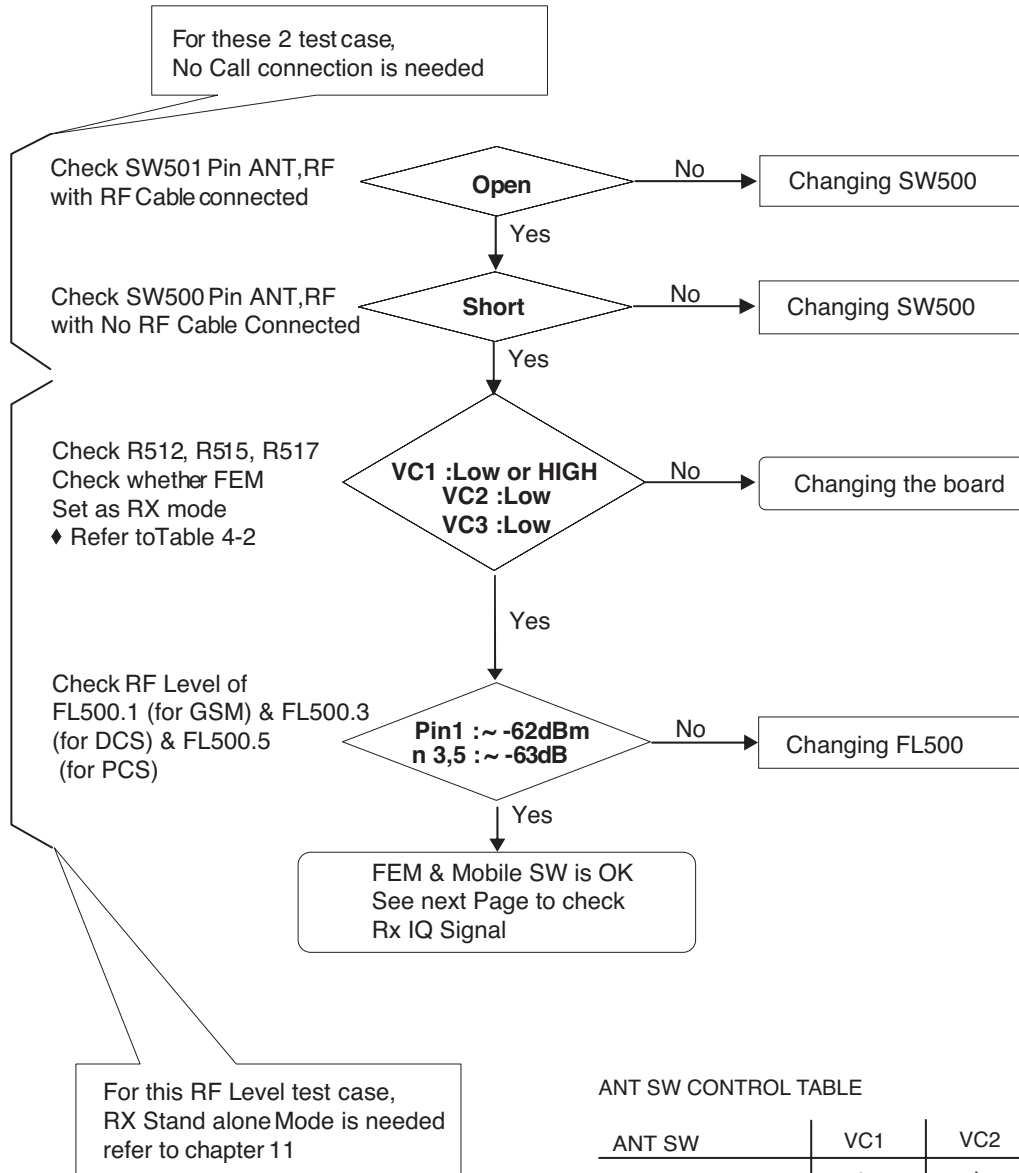 For these 2 test case,
No Call connection is needed
Check SW501 Pin ANT,RF
with RF Cable connected
Open
No
Changing SW500
Yes
Check SW500 Pin ANT,RF
with No RF Cable Connected
Short
No
Changing SW500
Yes
Check R512, R515, R517
Check whether FEM
Set as RX mode
♦ Refer toTable 4-2
VC1 :Low or HIGH
VC2 :Low
VC3 :Low
No
Changing the board
Yes
Check RF Level of
FL500.1 (for GSM) & FL500.3
(for DCS) & FL500.5
(for PCS)
Pin1 :~ -62dBm
n 3,5 :~ -63dB
No
Changing FL500
Yes
FEM & Mobile SW is OK
See next Page to check
Rx IQ Signal
For this RF Level test case,
RX Stand alone Mode is needed
refer to chapter 11
ANT SW CONTROL TABLE
ANT SW VC1 VC2